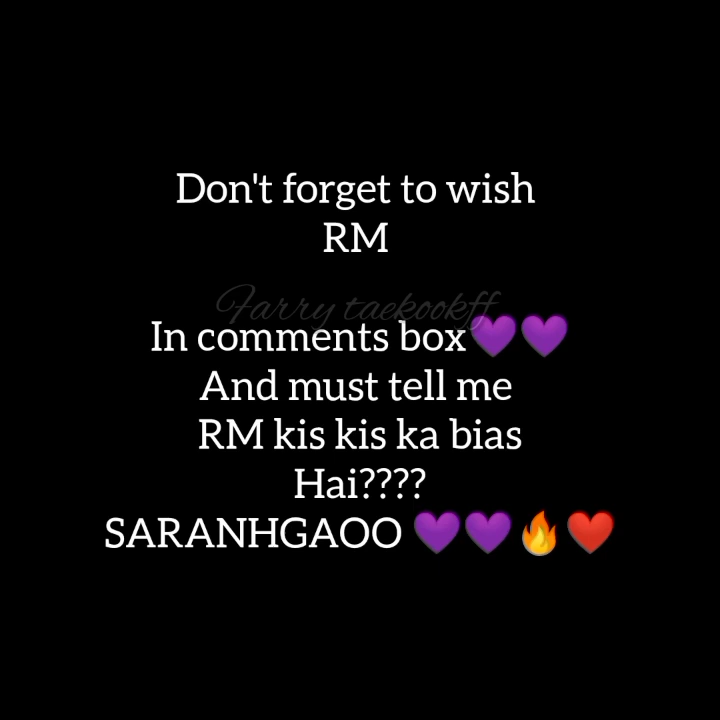 Don't forget to wish
RM
Farry taekookff
In comments box💜💜
And must tell me
RM kis kis ka bias
Hai????
SARANHGAOO 💜💜🔥❤️